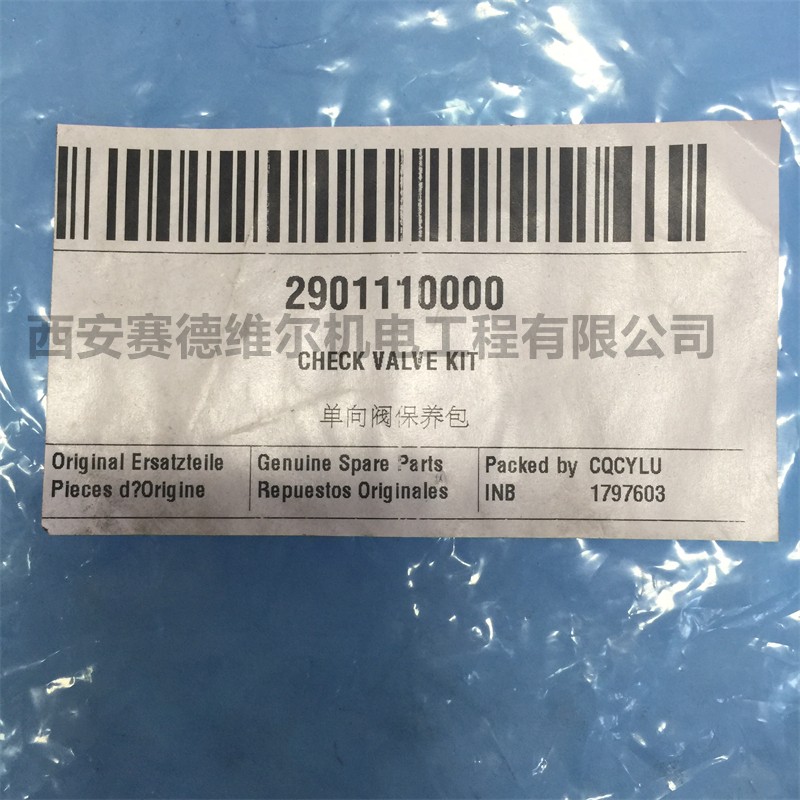 2901110000
西安赛德维尔机电工程有限公司
CHECK VALVE KIT
单向阀保养包
Original Ersatzteile
Pieces d?Origine
Genuine Spare Parts
Repuestos Originales
Packed by CQCYLU
INB 1797603